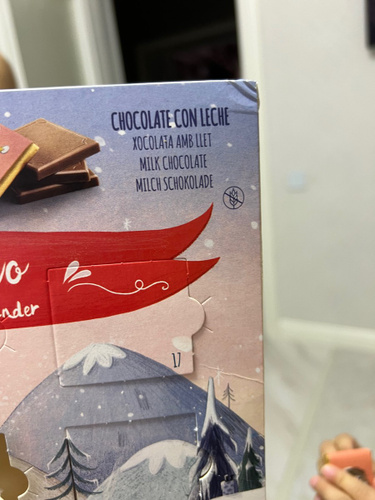 CHOCOLATE CON LECHE
XOCOLATA AMB LLET
MILK CHOCOLATE
MILCH SCHOKOLADE
17